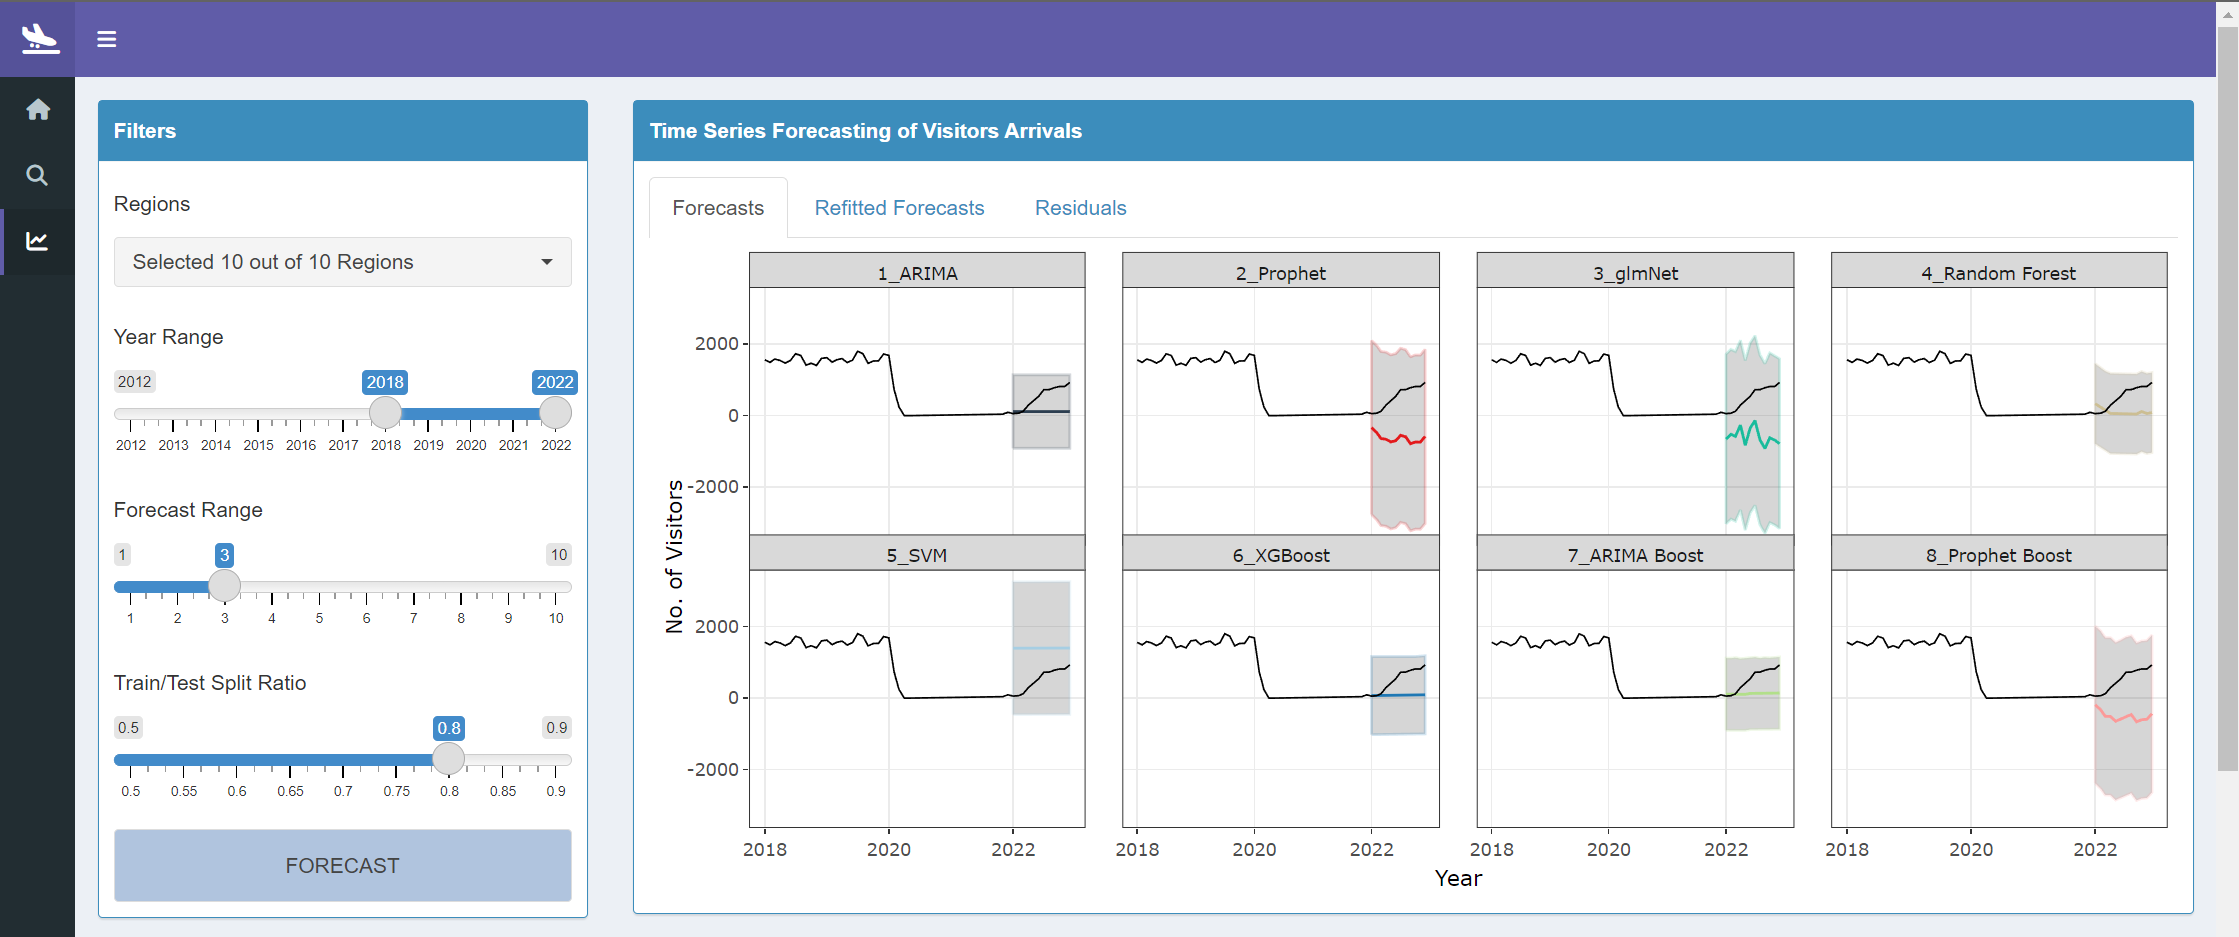 Filters
Regions
Selected 10 out of 10 Regions
Year Range
2012 2018 2022
2012 2013 2014 2015 2016 2017 2018 2019 2020 2021 2022
Forecast Range
1 3 10
1 2 3 4 5 6 7 8 9 10
Train/Test Split Ratio
0.5 0.8 0.9
0.5 0.55 0.6 0.65 0.7 0.75 0.8 0.85 0.9
FORECAST
Time Series Forecasting of Visitors Arrivals
Forecasts Refitted Forecasts Residuals
1_ARIMA 2_Prophet 3_glmNet 4_Random Forest
2000
0
-2000
No. of Visitors
5_SVM 6_XGBoost 7_ARIMA Boost 8_Prophet Boost
2000
0
-2000
2018 2020 2022 2018 2020 2022 2018 2020 2022 2018 2020 2022
Year